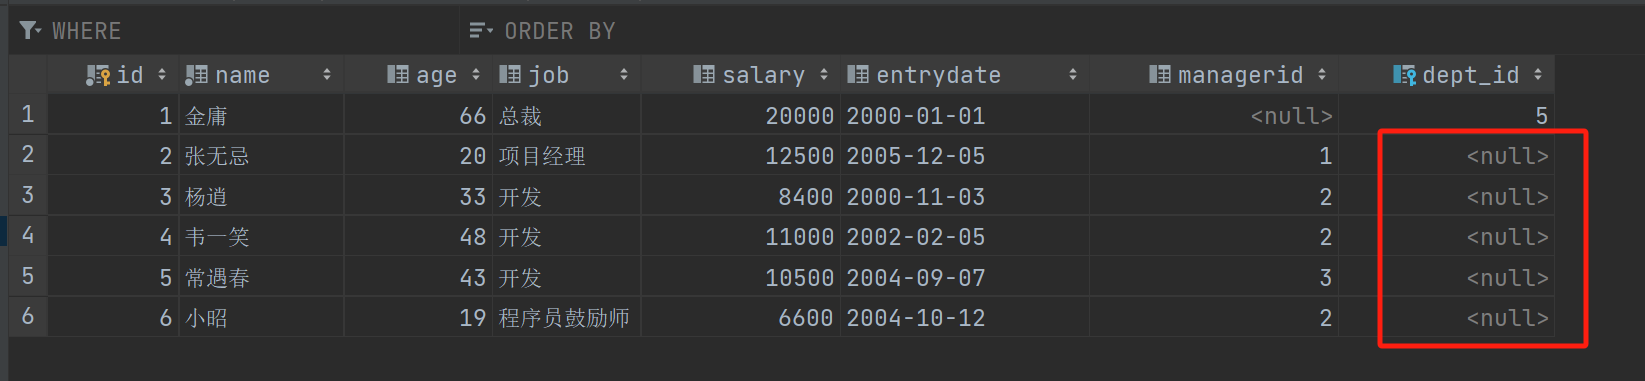 WHERE ORDER BY
id name age job salary entrydate managerid dept_id
1 1 金庸 66 总裁 20000 2000-01-01 <null> 5
2 2 张无忌 20 项目经理 12500 2005-12-05 1 <null>
3 3 杨逍 33 开发 8400 2000-11-03 2 <null>
4 4 韦一笑 48 开发 11000 2002-02-05 2 <null>
5 5 常遇春 43 开发 10500 2004-09-07 3 <null>
6 6 小昭 19 程序员鼓励师 6600 2004-10-12 2 <null>